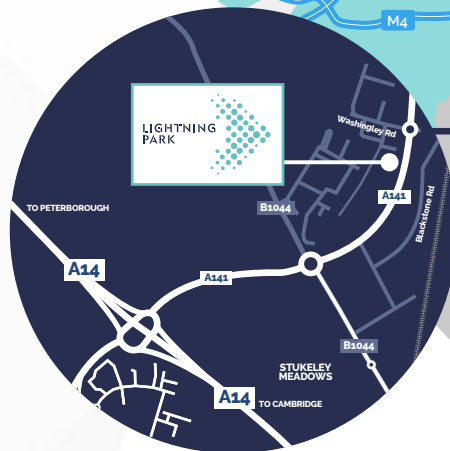 M4
LIGHTNING
PARK
Washingley Rd
A141
Blackstone Rd
B1044
TO PETERBOROUGH
A14
A141
B1044
STUKELEY
MEADOWS
A14
TO CAMBRIDGE